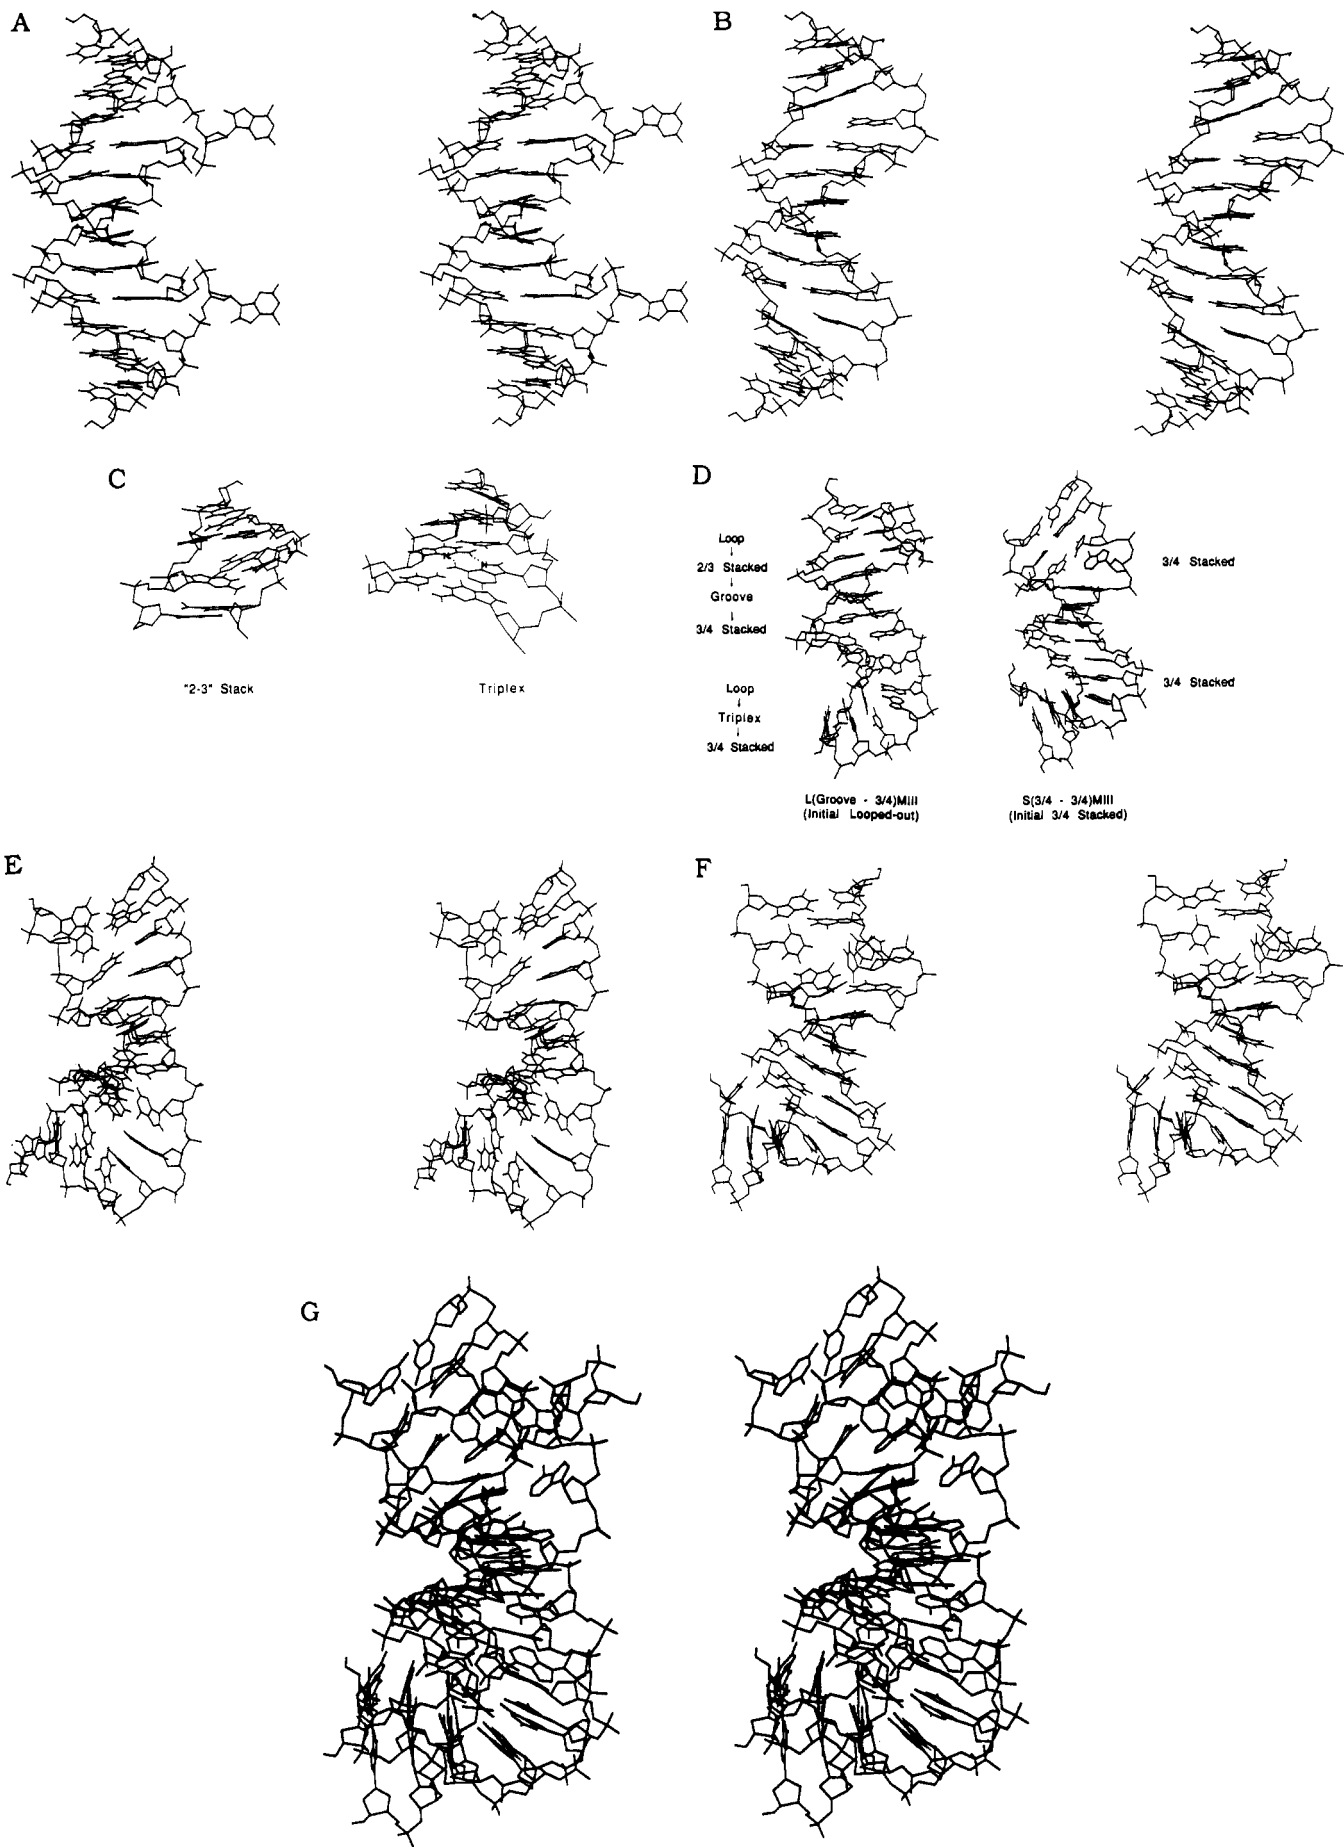 A
B
C
"2-3" Stack
Triplex
D
Loop
↓
2/3 Stacked
↓
Groove
↓
3/4 Stacked
Loop
↓
Triplex
↓
3/4 Stacked
3/4 Stacked
3/4 Stacked
L(Groove - 3/4)MIII
(Initial Looped-out)
S(3/4 - 3/4)MIII
(Initial 3/4 Stacked)
E
F
G